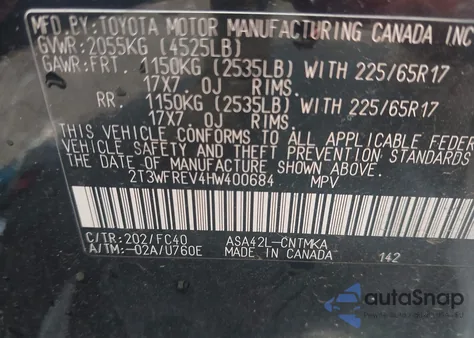 MFD.BY:TOYOTA MOTOR MANUFACTURING CANADA INC
GVWR:2055KG (4525LB)
GAWR:FRT. 1150KG (2535LB) WITH 225/65R17
17X7.0J RIMS.
RR. 1150KG (2535LB) WITH 225/65R17
17X7.0J RIMS.
THIS VEHICLE CONFORMS TO ALL APPLICABLE FEDER
VEHICLE SAFETY AND THEFT PREVENTION STANDARDS
THE DATE OF MANUFACTURE SHOWN ABOVE.
2T3WFREV4HW400684 MPV
C/TR:202/FC40 ASA42L-CNTMKA
A/TM:-02A/U760E MADE IN CANADA 142
autoSnap